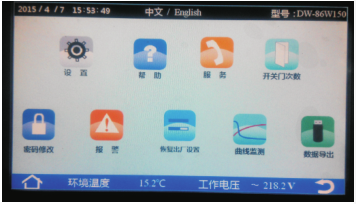 2015 / 4 / 7 15:53:49 中文 / English 型号:DW-86W150
设置 帮助 服务 开关门次数
密码修改 报警 恢复出厂设置 曲线监测 数据导出
环境温度 15.2℃ 工作电压 ~ 218.2V